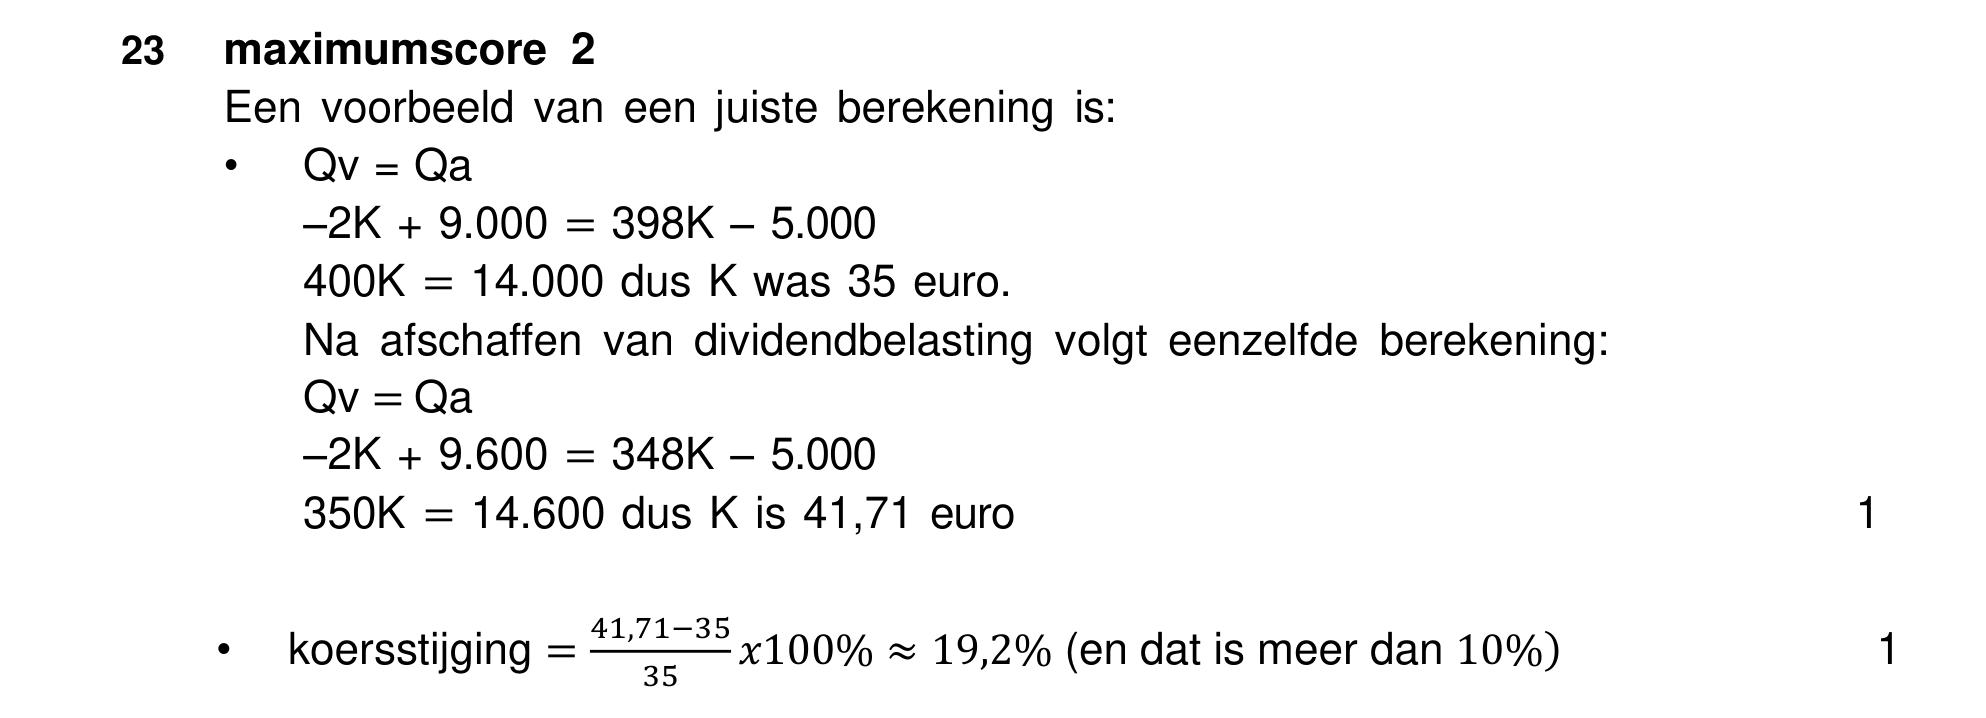 23 maximumscore 2
Een voorbeeld van een juiste berekening is:
• Qv = Qa
–2K + 9.000 = 398K – 5.000
400K = 14.000 dus K was 35 euro.
Na afschaffen van dividendbelasting volgt eenzelfde berekening:
Qv = Qa
–2K + 9.600 = 348K – 5.000
350K = 14.600 dus K is 41,71 euro 1
• koersstijging = \frac{41,71−35}{35} x100% ≈ 19,2% (en dat is meer dan 10%) 1